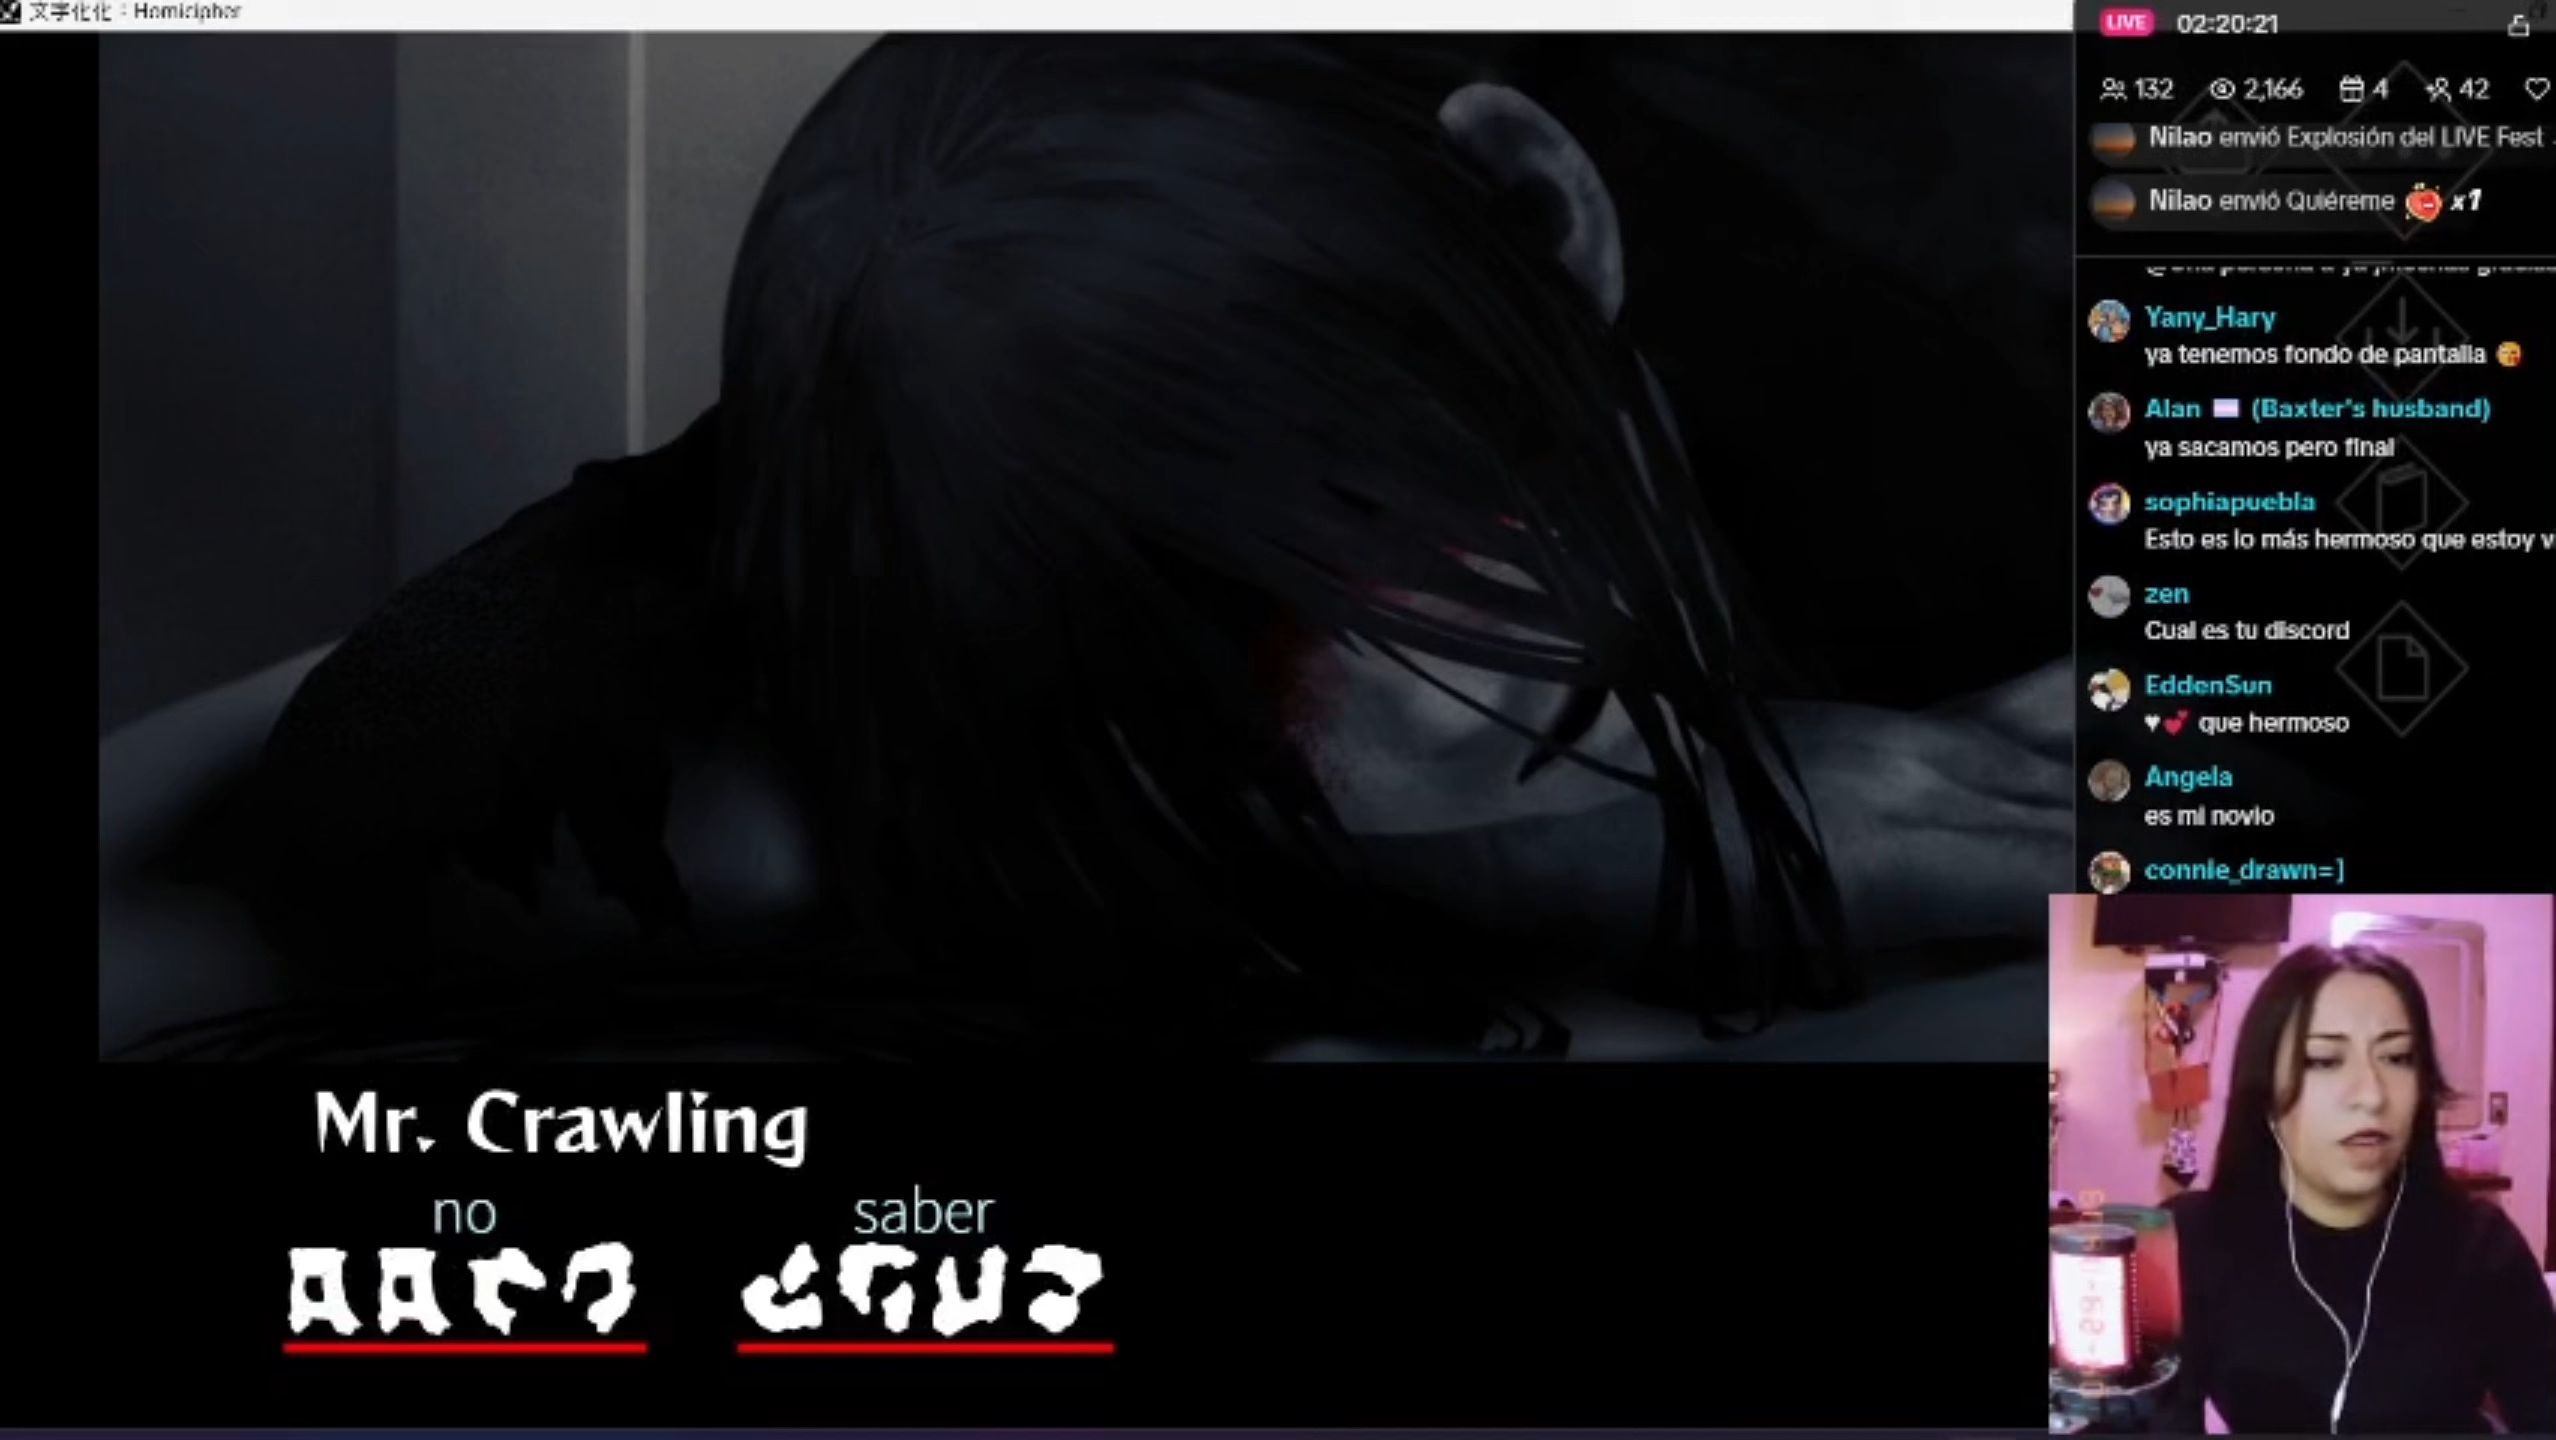 文字化化：Homicipher
LIVE 02:20:21
132 2,166 4 42
Nilao envió Explosión del LIVE Fest
Nilao envió Quiéreme x1
Yany_Hary
ya tenemos fondo de pantalla
Alan (Baxter's husband)
ya sacamos pero final
sophiapuebla
Esto es lo más hermoso que estoy v
zen
Cual es tu discord
EddenSun
que hermoso
Angela
es mi novio
connie_drawn=]
Mr. Crawling
no saber